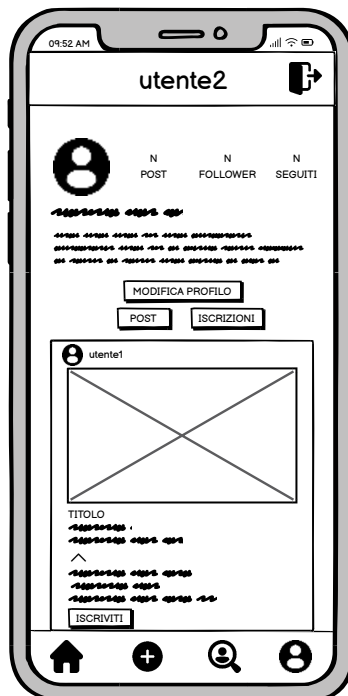 09:52 AM
utente2
N N N
POST FOLLOWER SEGUITI
MODIFICA PROFILO
POST ISCRIZIONI
utente1
TITOLO
ISCRIVITI